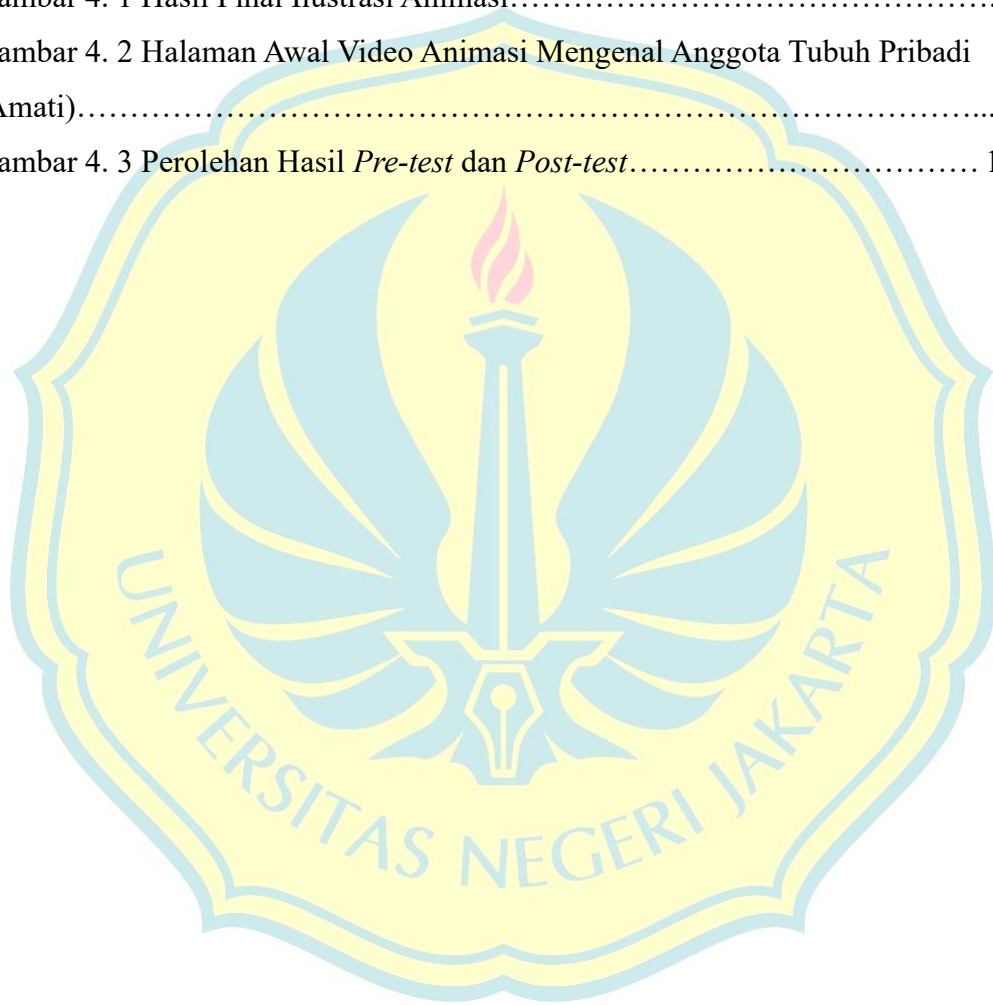 ambar 4. 1 Hasil Final Ilustrasi Animasi……………………………………….
ambar 4. 2 Halaman Awal Video Animasi Mengenal Anggota Tubuh Pribadi
Amati)……………………………………………………………………………...
ambar 4. 3 Perolehan Hasil Pre-test dan Post-test…………………………… 1
UNIVERSITAS NEGERI JAKARTA